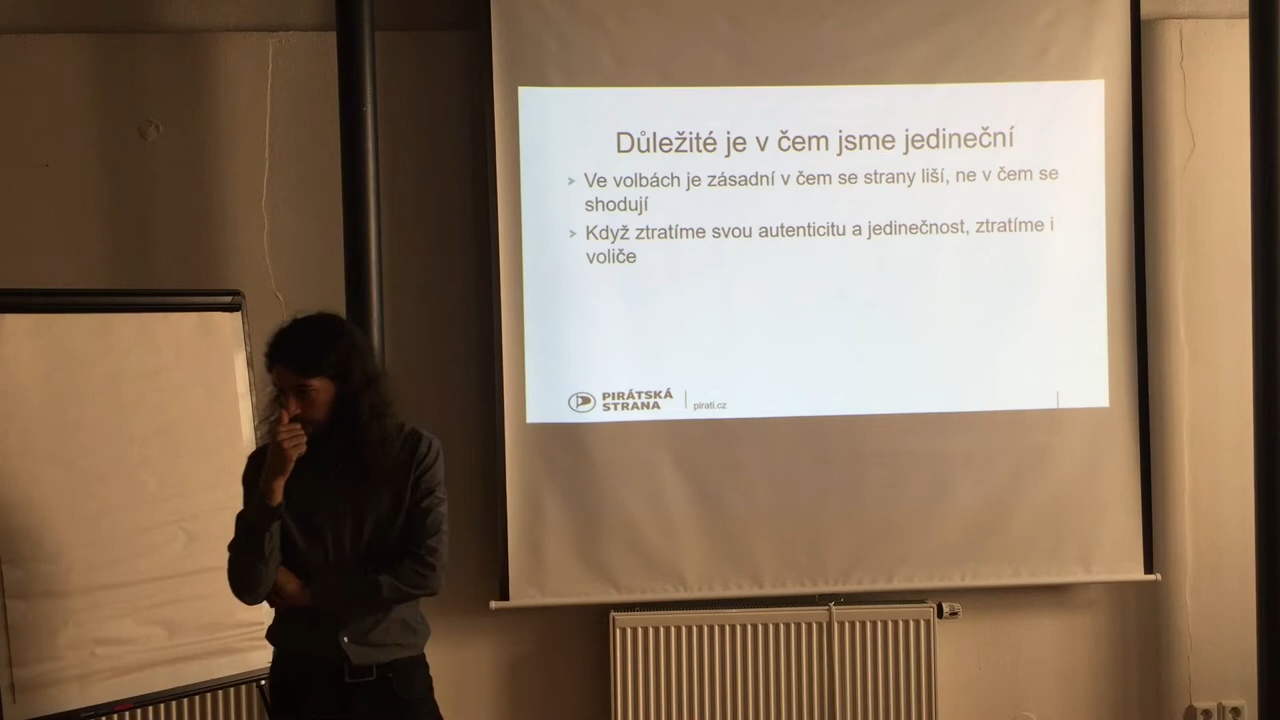 Důležité je v čem jsme jedineční
Ve volbách je zásadní v čem se strany liší, ne v čem se
shodují
Když ztratíme svou autenticitu a jedinečnost, ztratíme i
voliče
PIRÁTSKÁ
STRANA
pirati.cz